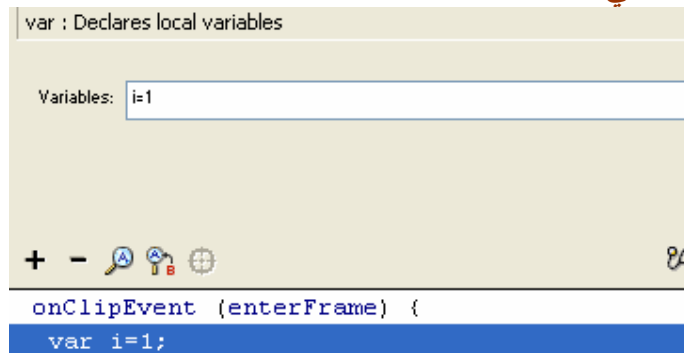 var : Declares local variables
Variables: i=1
onClipEvent (enterFrame) {
var i=1;